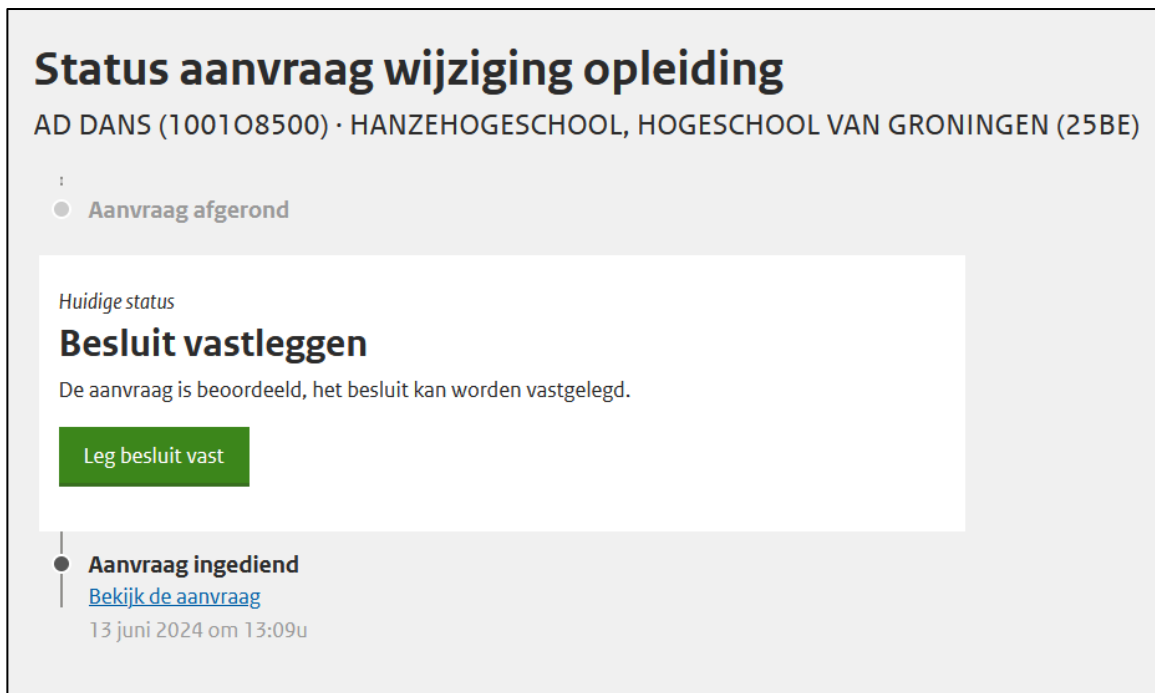 Status aanvraag wijziging opleiding
AD DANS (1001O8500) · HANZEHOGESCHOOL, HOGESCHOOL VAN GRONINGEN (25BE)
Aanvraag afgerond
Huidige status
Besluit vastleggen
De aanvraag is beoordeeld, het besluit kan worden vastgelegd.
Leg besluit vast
Aanvraag ingediend
Bekijk de aanvraag
13 juni 2024 om 13:09u